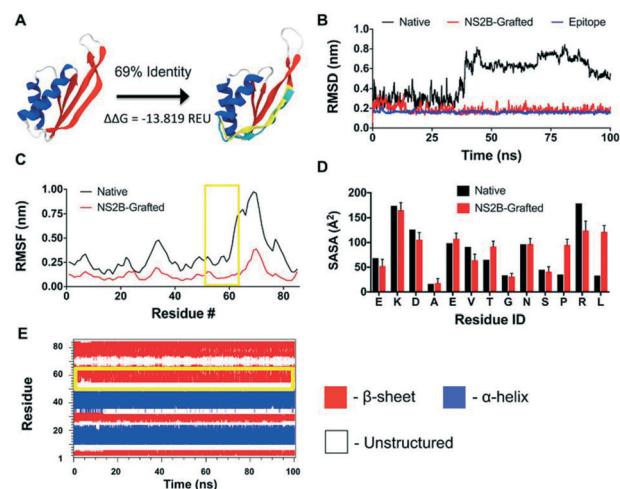 A
69% Identity
ΔΔG = -13.819 REU
B
Native NS2B-Grafted Epitope
RMSD (nm)
0.8
0.6
0.4
0.2
0.0
0 25 50 75 100
Time (ns)
C
Native
NS2B-Grafted
RMSF (nm)
1.00
0.75
0.50
0.25
0.00
0 20 40 60 80
Residue #
D
Native
NS2B-Grafted
SASA (Å²)
200
150
100
50
0
E K D A E V T G N S P R L
Residue ID
E
Residue
80
60
40
20
1
0 20 40 60 80 100
Time (ns)
- β-sheet
- α-helix
- Unstructured